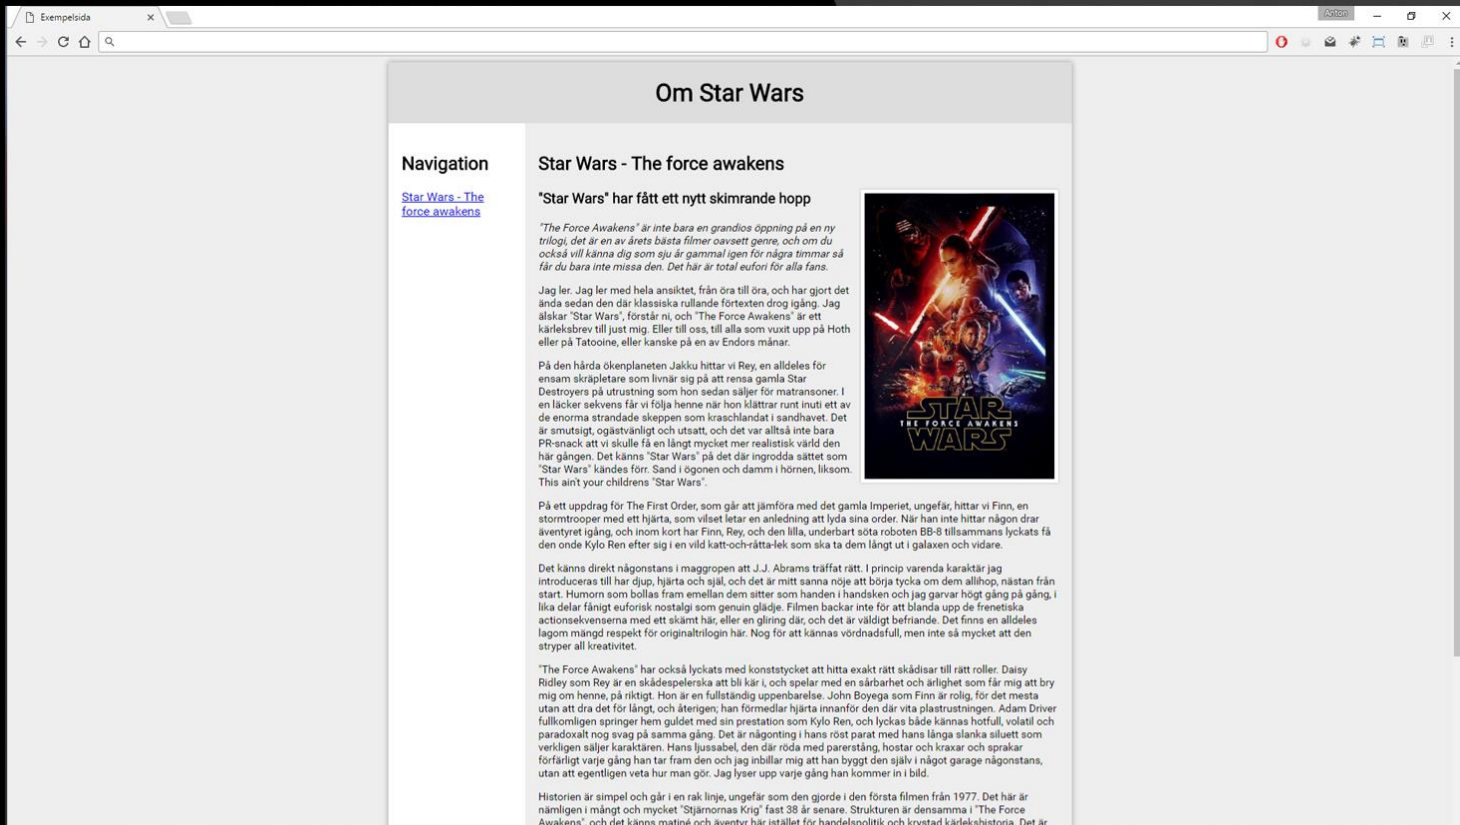 Exempelsida
Anton
Om Star Wars
Navigation
Star Wars - The
force awakens
Star Wars - The force awakens
"Star Wars" har fått ett nytt skimrande hopp
"The Force Awakens" är inte bara en grandios öppning på en ny
trilogi, det är en av årets bästa filmer oavsett genre, och om du
också vill känna dig som sju år gammal igen för några timmar så
får du bara inte missa den. Det här är total eufori för alla fans.
Jag ler. Jag ler med hela ansiktet, från öra till öra, och har gjort det
ända sedan den där klassiska rullande förtexten drog igång. Jag
älskar "Star Wars", förstår ni, och "The Force Awakens" är ett
kärleksbrev till just mig. Eller till oss, till alla som vuxit upp på Hoth
eller på Tatooine, eller kanske på en av Endors månar.
På den hårda ökenplaneten Jakku hittar vi Rey, en alldeles för
ensam skräpletare som livnär sig på att rensa gamla Star
Destroyers på utrustning som hon sedan säljer för matransoner. I
en läcker sekvens får vi följa henne när hon klättrar runt inuti ett av
de enorma strandade skeppen som kraschlandat i sandhavet. Det
är smutsigt, ogästvänligt och utsatt, och det var alltså inte bara
PR-snack att vi skulle få en långt mycket mer realistisk värld den
här gången. Det känns "Star Wars" på det där ingrodda sättet som
"Star Wars" kändes förr. Sand i ögonen och damm i hörnen, liksom.
This ain't your childrens "Star Wars".
STAR
THE FORCE AWAKENS
WARS
På ett uppdrag för The First Order, som går att jämföra med det gamla Imperiet, ungefär, hittar vi Finn, en
stormtrooper med ett hjärta, som vilset letar en anledning att lyda sina order. När han inte hittar någon drar
äventyret igång, och inom kort har Finn, Rey, och den lilla, underbart söta roboten BB-8 tillsammans lyckats få
den onde Kylo Ren efter sig i en vild katt-och-råtta-lek som ska ta dem långt ut i galaxen och vidare.
Det känns direkt någonstans i maggropen att J.J. Abrams träffat rätt. I princip varenda karaktär jag
introduceras till har djup, hjärta och själ, och det är mitt sanna nöje att börja tycka om dem allihop, nästan från
start. Humorn som bollas fram emellan dem sitter som handen i handsken och jag garvar högt gång på gång, i
lika delar fånigt euforisk nostalgi som genuin glädje. Filmen backar inte för att blanda upp de frenetiska
actionsekvenserna med ett skämt här, eller en gliring där, och det är väldigt befriande. Det finns en alldeles
lagom mängd respekt för originaltrilogin här. Nog för att kännas vördnadsfull, men inte så mycket att den
stryper all kreativitet.
"The Force Awakens" har också lyckats med konststycket att hitta exakt rätt skådisar till rätt roller. Daisy
Ridley som Rey är en skådespelerska att bli kär i, och spelar med en sårbarhet och ärlighet som får mig att bry
mig om henne, på riktigt. Hon är en fullständig uppenbarelse. John Boyega som Finn är rolig, för det mesta
utan att dra det för långt, och återigen; han förmedlar hjärta innanför den där vita plastrustningen. Adam Driver
fullkomligen springer hem guldet med sin prestation som Kylo Ren, och lyckas både kännas hotfull, volatil och
paradoxalt nog svag på samma gång. Det är någonting i hans röst parat med hans långa slanka siluett som
verkligen säljer karaktären. Hans ljussabel, den där röda med parerstång, hostar och kraxar och sprakar
förfärligt varje gång han tar fram den och jag inbillar mig att han byggt den själv i något garage någonstans,
utan att egentligen veta hur man gör. Jag lyser upp varje gång han kommer in i bild.
Historien är simpel och går i en rak linje, ungefär som den gjorde i den första filmen från 1977. Det här är
nämligen i mångt och mycket "Stjärnornas Krig" fast 38 år senare. Strukturen är densamma i "The Force
Awakens", och det känns matiné och äventyr här istället för handelspolitik och krystad kärlekshistoria. Det är